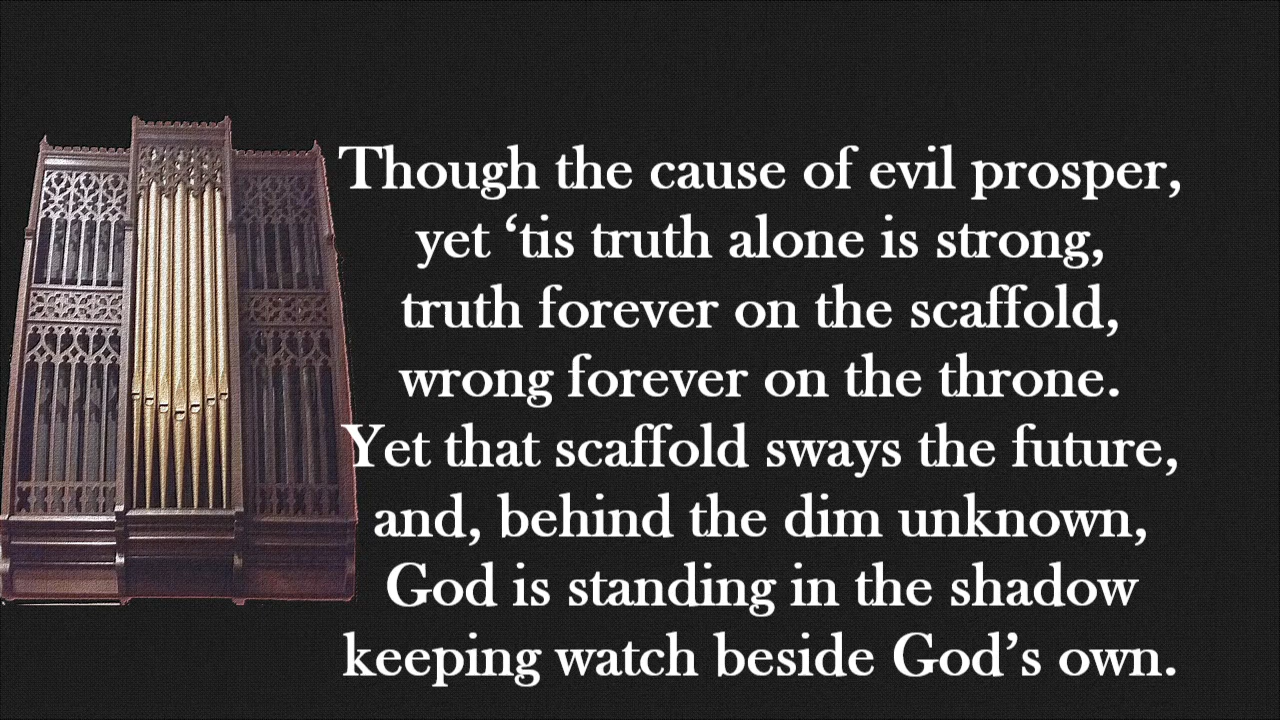 Though the cause of evil prosper,
yet ‘tis truth alone is strong,
truth forever on the scaffold,
wrong forever on the throne.
Yet that scaffold sways the future,
and, behind the dim unknown,
God is standing in the shadow
keeping watch beside God’s own.